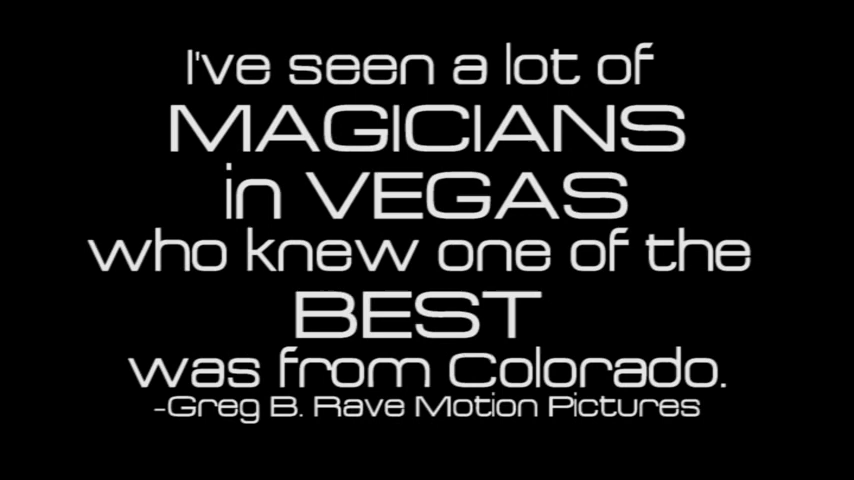 I've seen a lot of
MAGICIANS
in VEGAS
who knew one of the
BEST
was from Colorado.
-Greg B. Rave Motion Pictures